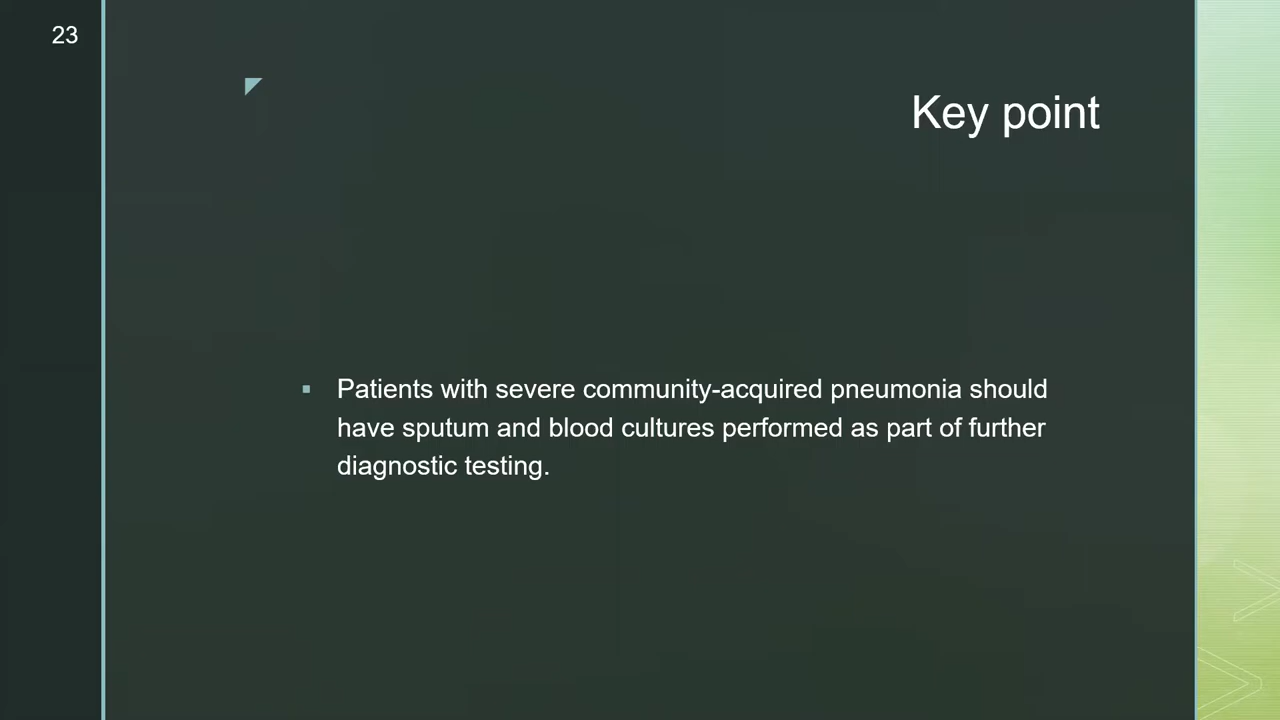 23
Key point
▪ Patients with severe community-acquired pneumonia should
have sputum and blood cultures performed as part of further
diagnostic testing.